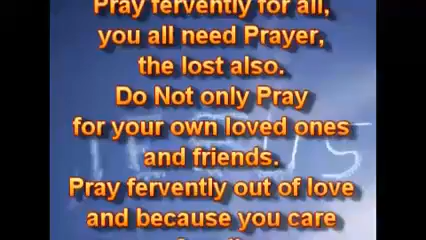 Pray fervently for all,
you all need Prayer,
the lost also.
Do Not only Pray
for your own loved ones
and friends.
JESUS
Pray fervently out of love
and because you care